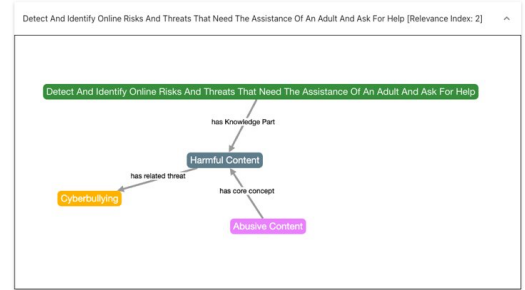 Detect And Identify Online Risks And Threats That Need The Assistance Of An Adult And Ask For Help [Relevance Index: 2]
Detect And Identify Online Risks And Threats That Need The Assistance Of An Adult And Ask For Help
has Knowledge Part
Harmful Content
has related threat
has core concept
Cyberbullying
Abusive Content